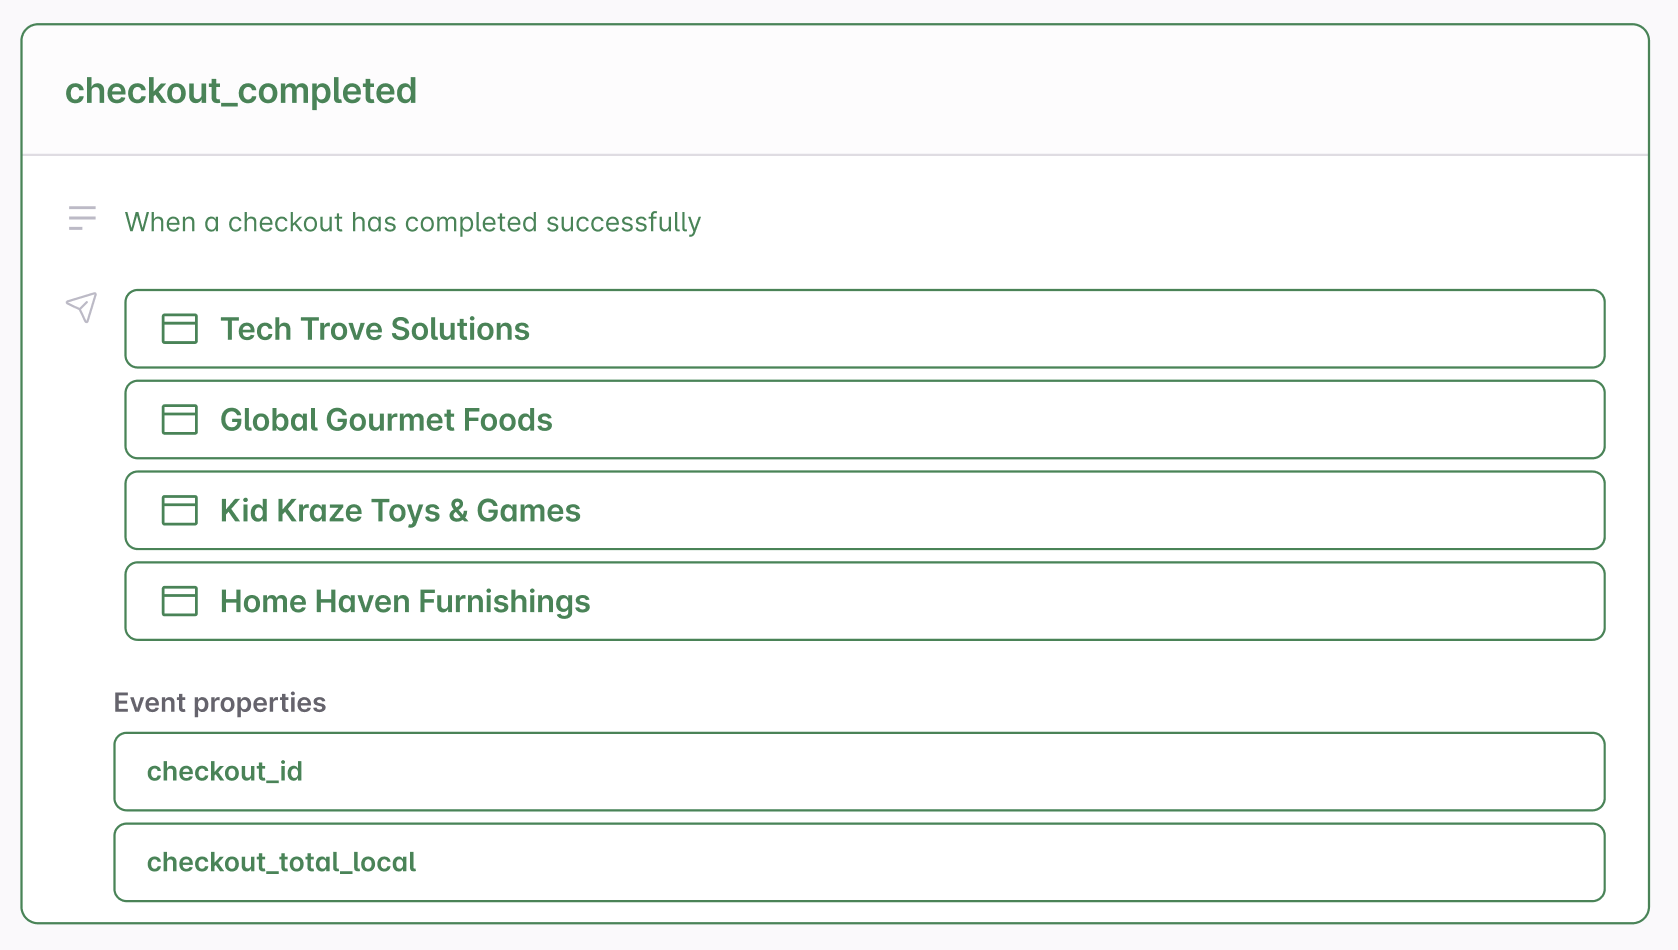 checkout_completed
When a checkout has completed successfully
Tech Trove Solutions
Global Gourmet Foods
Kid Kraze Toys & Games
Home Haven Furnishings
Event properties
checkout_id
checkout_total_local